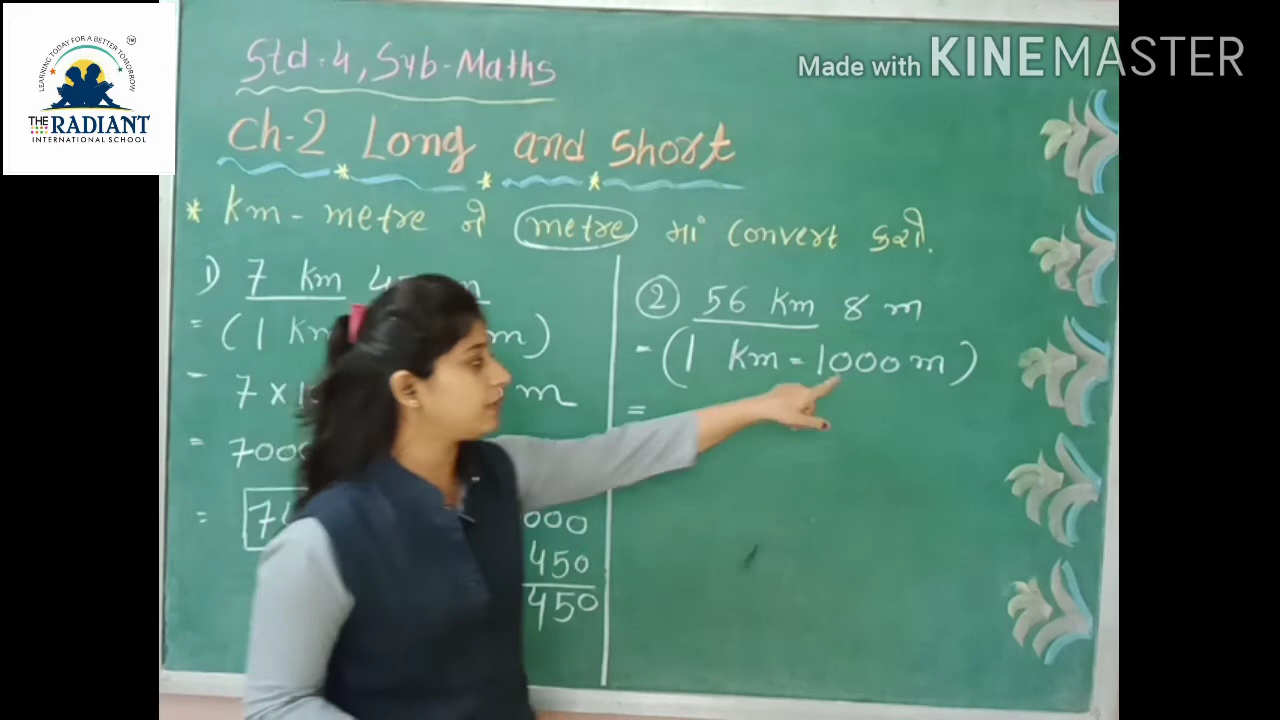 LEARNING TODAY FOR A BETTER TOMORROW
THE RADIANT
INTERNATIONAL SCHOOL
Made with KINEMASTER
Std:4, Sub-Maths
Ch-2 Long and Short
* Km - metre ને metre માં convert કરો.
1) 7 Km
= (1 Km m)
= 7 x m
=
=
000
450
450
② 56 Km 8 m
= (1 Km = 1000 m)
=